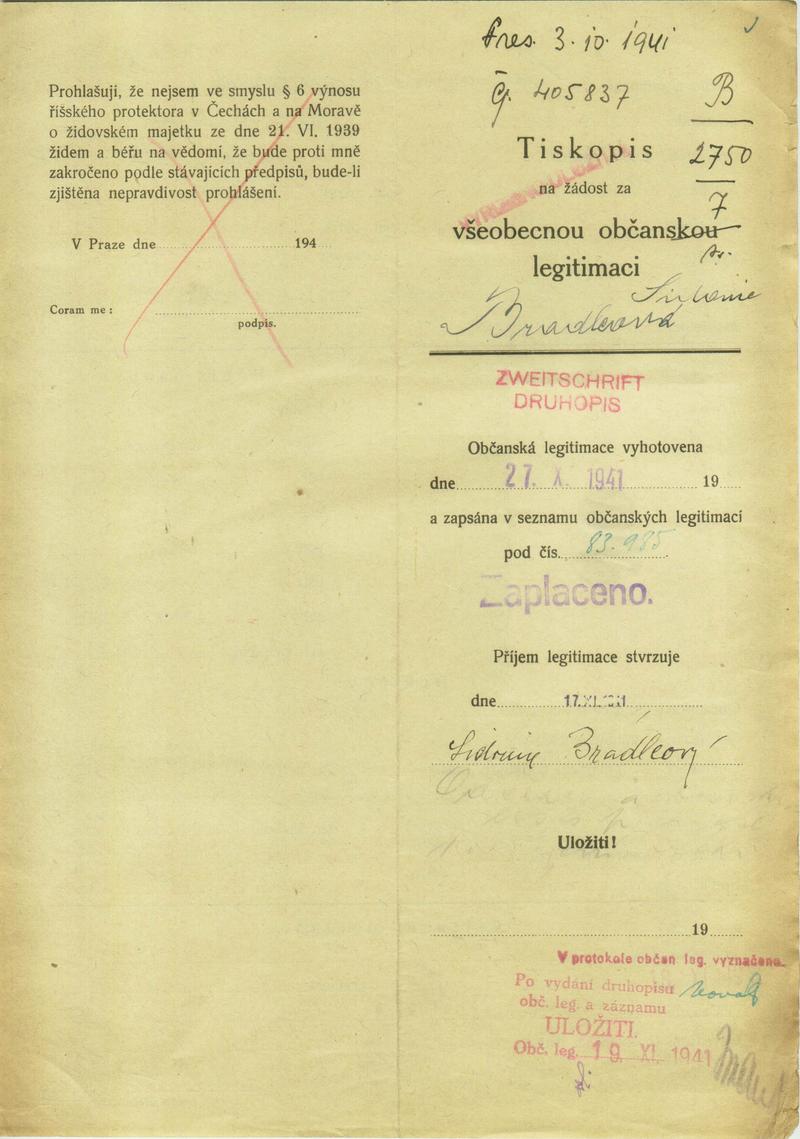 Prohlašuji, že nejsem ve smyslu § 6 výnosu
říšského protektora v Čechách a na Moravě
o židovském majetku ze dne 21. VI. 1939
židem a béřu na vědomí, že bude proti mně
zakročeno podle stávajících předpisů, bude-li
zjištěna nepravdivost prohlášení.
V Praze dne 194
Coram me :
podpis.
Pres. 3. 10. 1941
čj. 405837
B
2750
7
Tiskopis
na žádost za
všeobecnou občanskou
legitimaci
Bradleová
ZWEITSCHRIFT
DRUHOPIS
Občanská legitimace vyhotovena
dne 27. X. 1941 19
a zapsána v seznamu občanských legitimací
pod čís. 83.985
Zaplaceno.
Příjem legitimace stvrzuje
dne 17. XI. 1941
Bradleová
Uložiti!
19
V protokole občan leg. vyznačeno.
Po vydání druhopisu
obč. leg. a záznamu
ULOŽITI.
Obč. leg. 19 XI. 1941